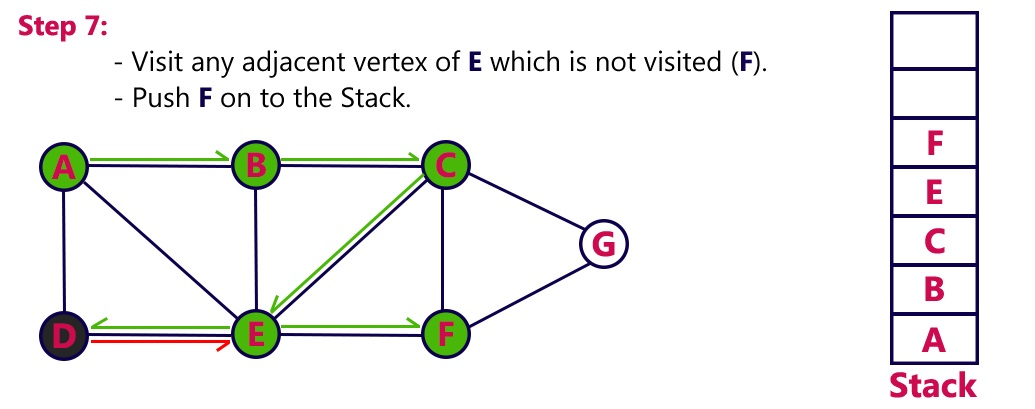 Step 7:
- Visit any adjacent vertex of E which is not visited (F).
- Push F on to the Stack.
A
B
C
G
D
E
F
F
E
C
B
A
Stack